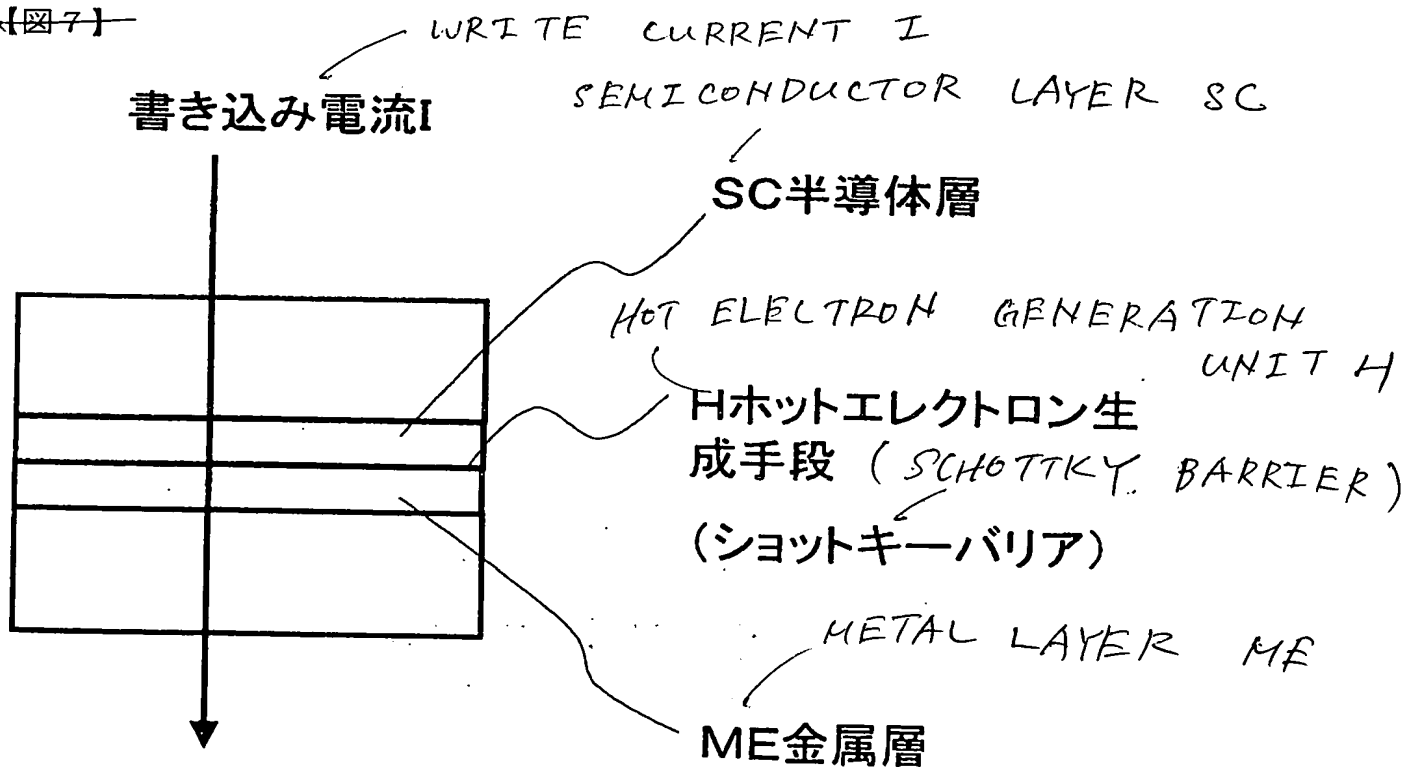 【図7】
WRITE CURRENT I
書き込み電流I
SEMICONDUCTOR LAYER SC
SC半導体層
HOT ELECTRON GENERATION
UNIT H
Hホットエレクトロン生
成手段 (SCHOTTKY BARRIER)
(ショットキーバリア)
METAL LAYER ME
ME金属層